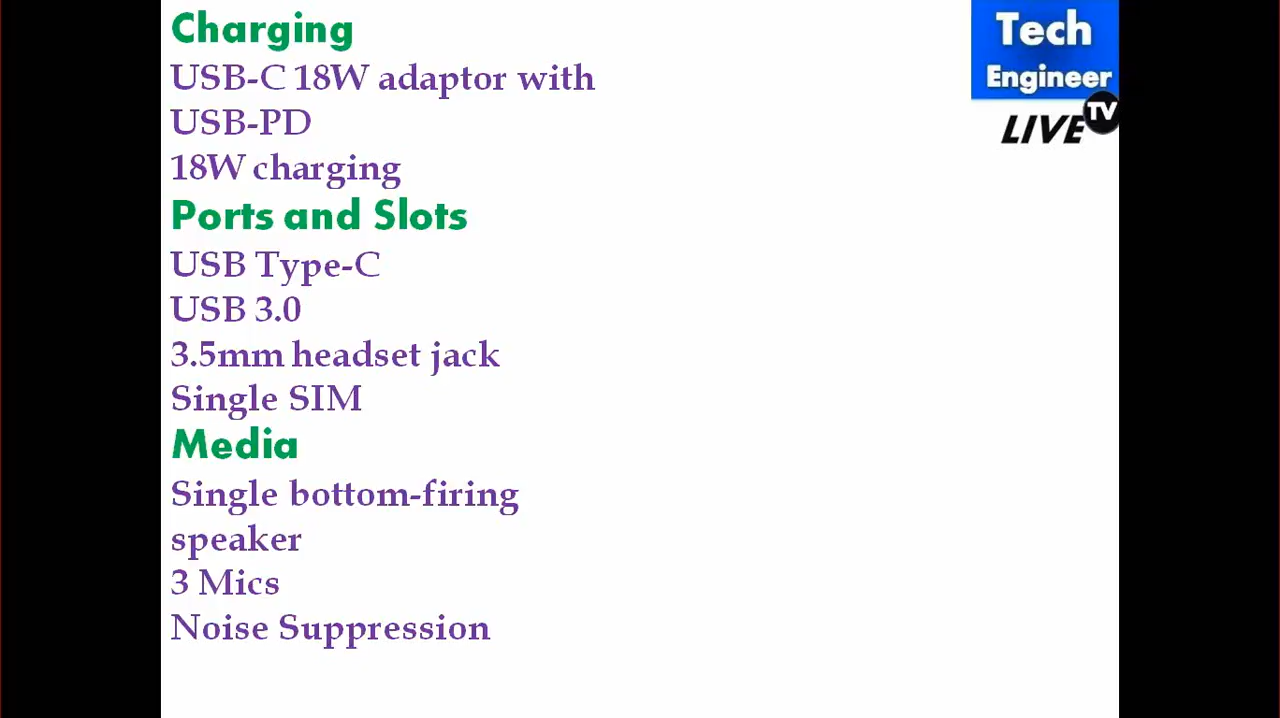 Charging
USB-C 18W adaptor with
USB-PD
18W charging
Ports and Slots
USB Type-C
USB 3.0
3.5mm headset jack
Single SIM
Media
Single bottom-firing
speaker
3 Mics
Noise Suppression
Tech
Engineer
TV
LIVE